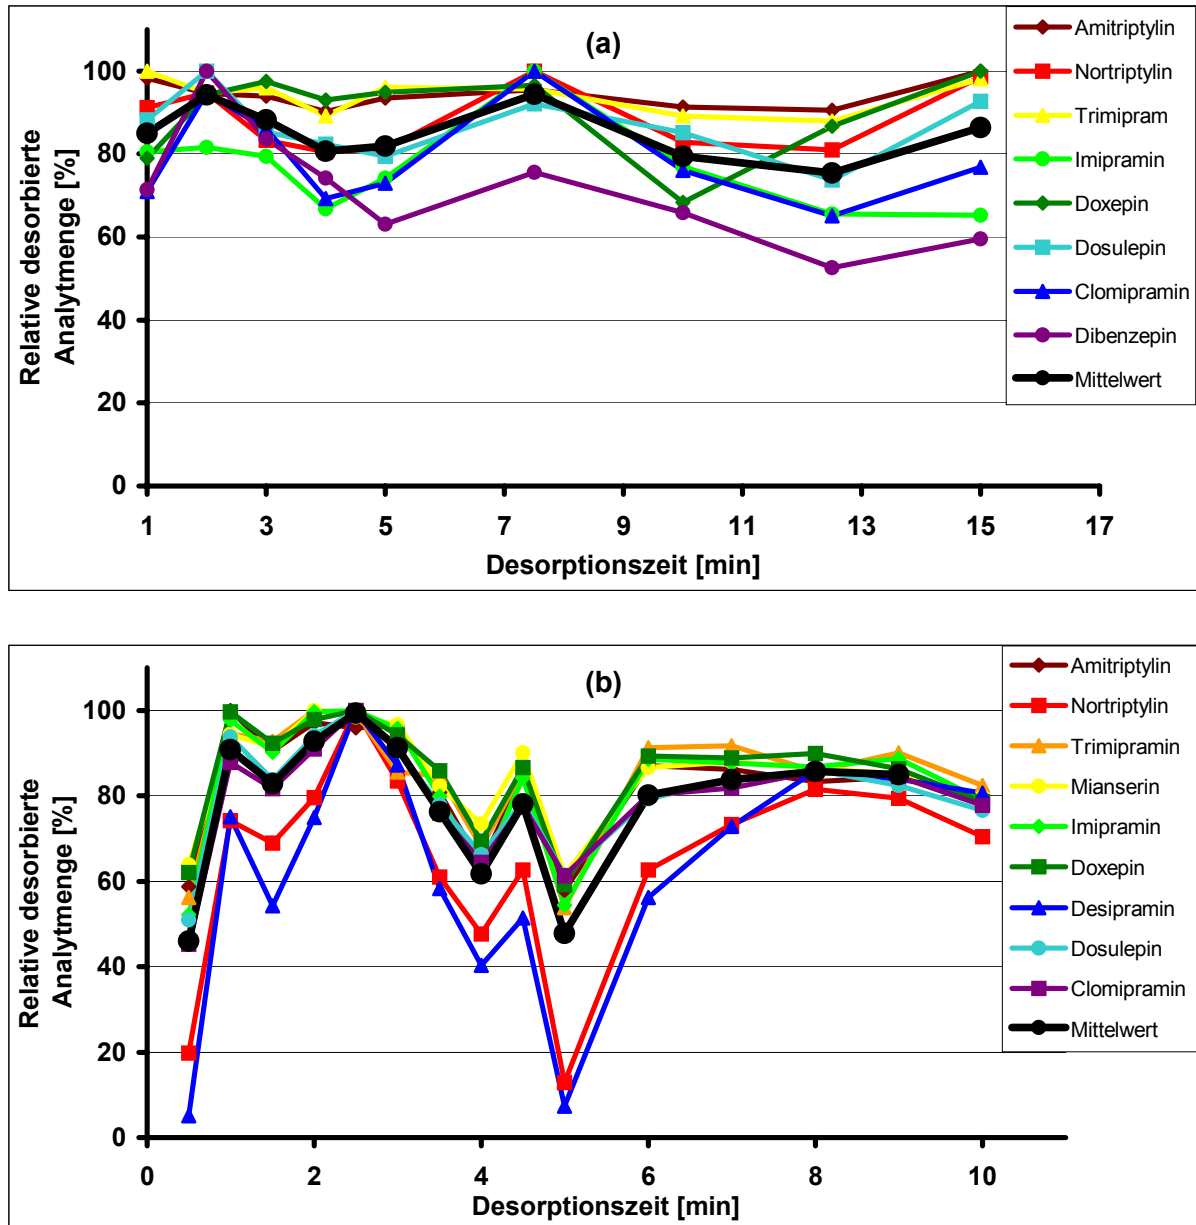 (a)
Relative desorbierte
Analytmenge [%]
100
80
60
40
20
0
1 3 5 7 9 11 13 15 17
Desorptionszeit [min]
Amitriptylin
Nortriptylin
Trimipram
Imipramin
Doxepin
Dosulepin
Clomipramin
Dibenzepin
Mittelwert
(b)
Relative desorbierte
Analytmenge [%]
100
80
60
40
20
0
0 2 4 6 8 10
Desorptionszeit [min]
Amitriptylin
Nortriptylin
Trimipramin
Mianserin
Imipramin
Doxepin
Desipramin
Dosulepin
Clomipramin
Mittelwert